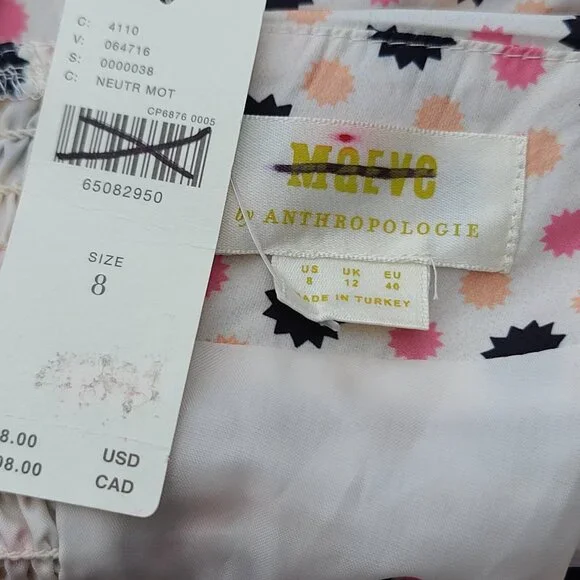 C: 4110
V: 064716
S: 0000038
C: NEUTR MOT
CP6876 0005
65082950
SIZE
8
8.00 USD
98.00 CAD
MAEVE
by ANTHROPOLOGIE
US UK EU
8 12 40
MADE IN TURKEY